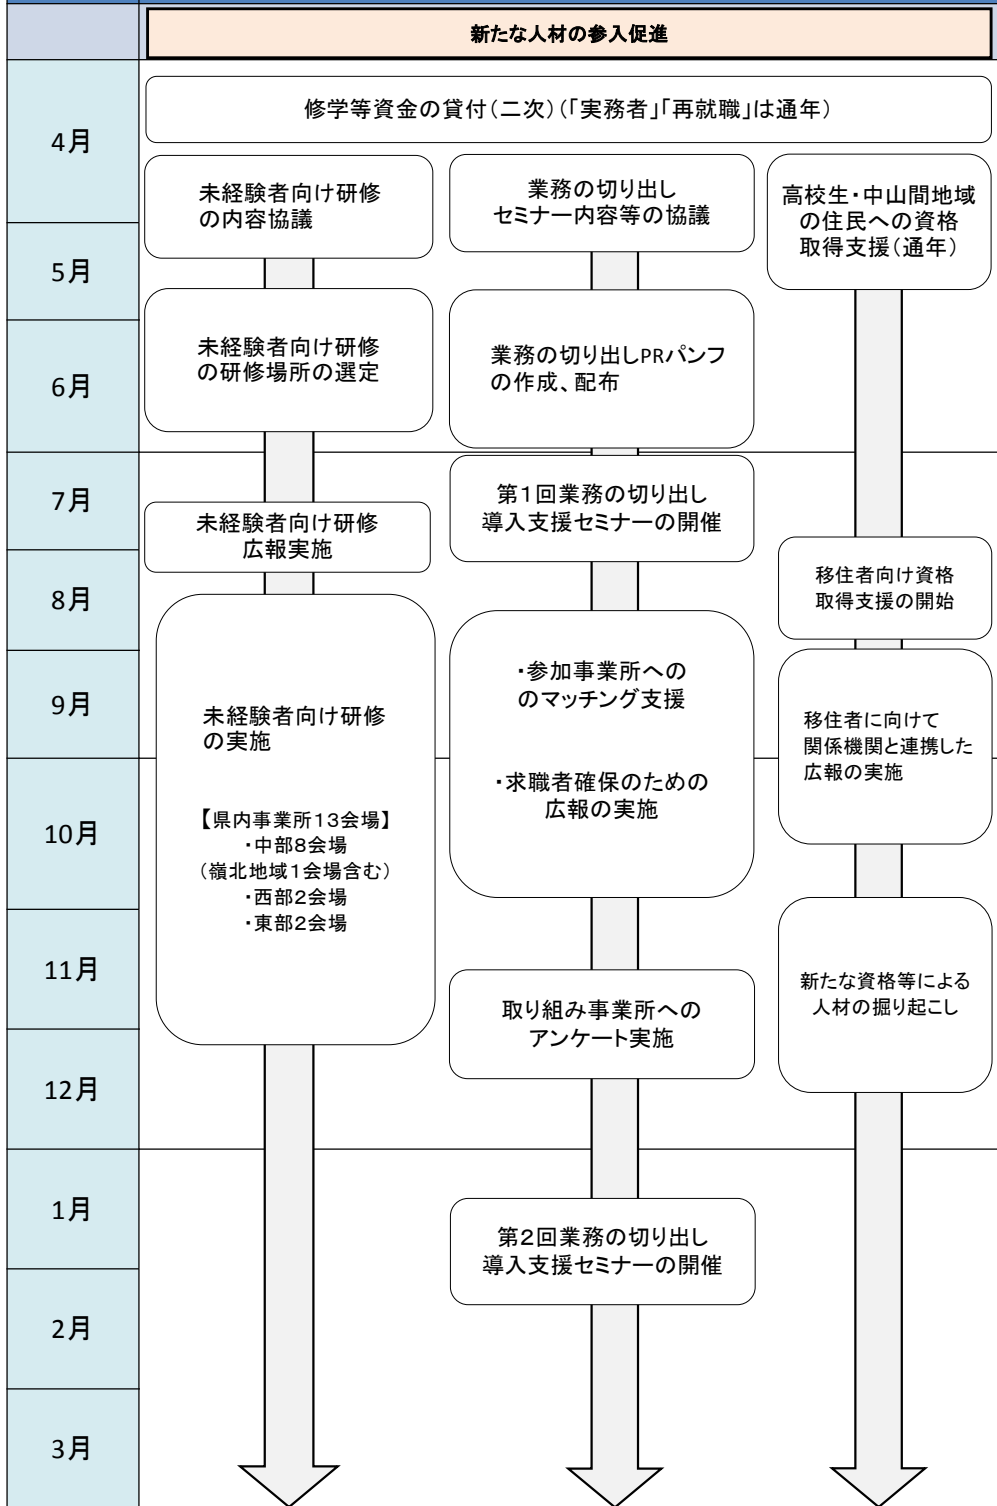 新たな人材の参入促進
4月
修学等資金の貸付(二次)(「実務者」「再就職」は通年)
未経験者向け研修
の内容協議
業務の切り出し
セミナー内容等の協議
高校生・中山間地域
の住民への資格
取得支援(通年)
5月
未経験者向け研修
の研修場所の選定
業務の切り出しPRパンフ
の作成、配布
6月
7月
第1回業務の切り出し
導入支援セミナーの開催
未経験者向け研修
広報実施
8月
移住者向け資格
取得支援の開始
9月
未経験者向け研修
の実施
【県内事業所13会場】
・中部8会場
(嶺北地域1会場含む)
・西部2会場
・東部2会場
・参加事業所への
のマッチング支援
・求職者確保のための
広報の実施
移住者に向けて
関係機関と連携した
広報の実施
10月
11月
取り組み事業所への
アンケート実施
新たな資格等による
人材の掘り起こし
12月
1月
第2回業務の切り出し
導入支援セミナーの開催
2月
3月